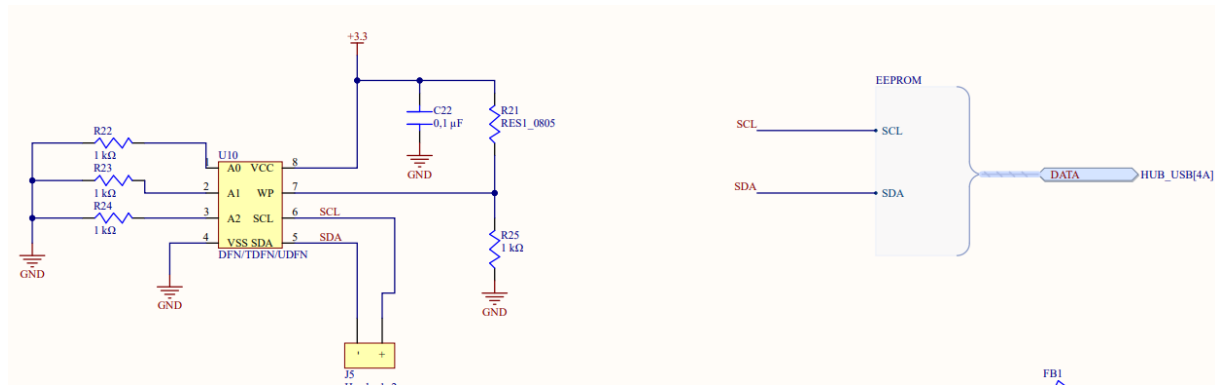 +3.3
EEPROM
C22
0,1 µF
R21
RES1_0805
GND
R22
1 kΩ
R23
1 kΩ
R24
1 kΩ
GND
U10
1 A0 VCC 8
2 A1 WP 7
3 A2 SCL 6 SCL
4 VSS SDA 5 SDA
DFN/TDFN/UDFN
GND
R25
1 kΩ
GND
- +
J5
SCL
SCL
SDA
SDA
DATA
HUB_USB[4A]
FB1